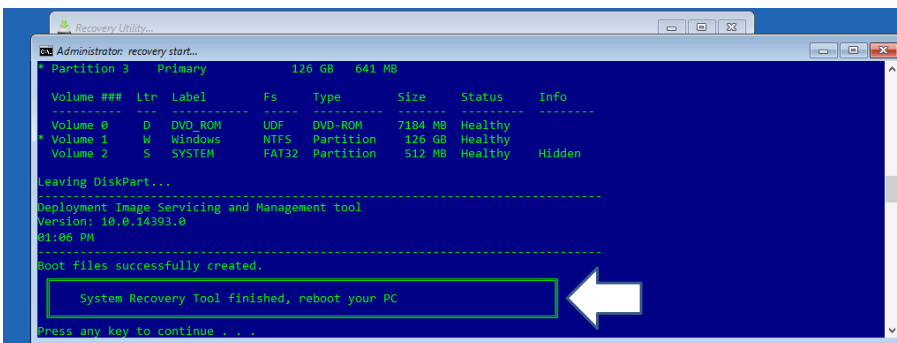 Recovery Utility...
Administrator: recovery start...
* Partition 3    Primary            126 GB   641 MB
Volume ###  Ltr  Label        Fs     Type        Size     Status     Info
----------  ---  -----------  -----  ----------  -------  ---------  --------
Volume 0     D   DVD_ROM      UDF    DVD-ROM     7184 MB  Healthy
* Volume 1     W   Windows      NTFS   Partition    126 GB  Healthy
Volume 2     S   SYSTEM       FAT32  Partition    512 MB  Healthy    Hidden
Leaving DiskPart...
Deployment Image Servicing and Management tool
Version: 10.0.14393.0
01:06 PM
Boot files successfully created.
System Recovery Tool finished, reboot your PC
Press any key to continue . . .